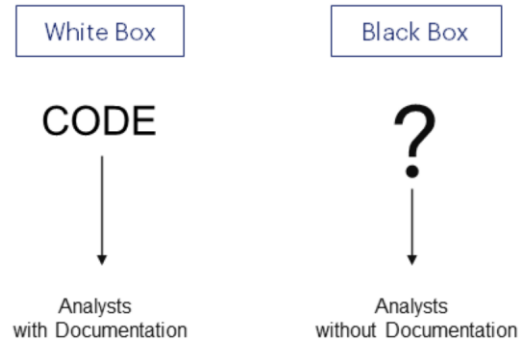 White Box
Black Box
CODE
?
Analysts
with Documentation
Analysts
without Documentation